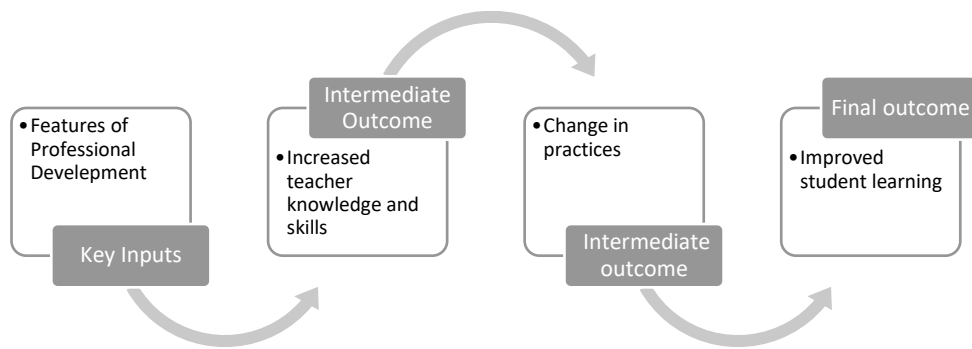 •Features of
Professional
Develepment
Key Inputs
Intermediate
Outcome
•Increased
teacher
knowledge and
skills
•Change in
practices
Intermediate
outcome
Final outcome
•Improved
student learning